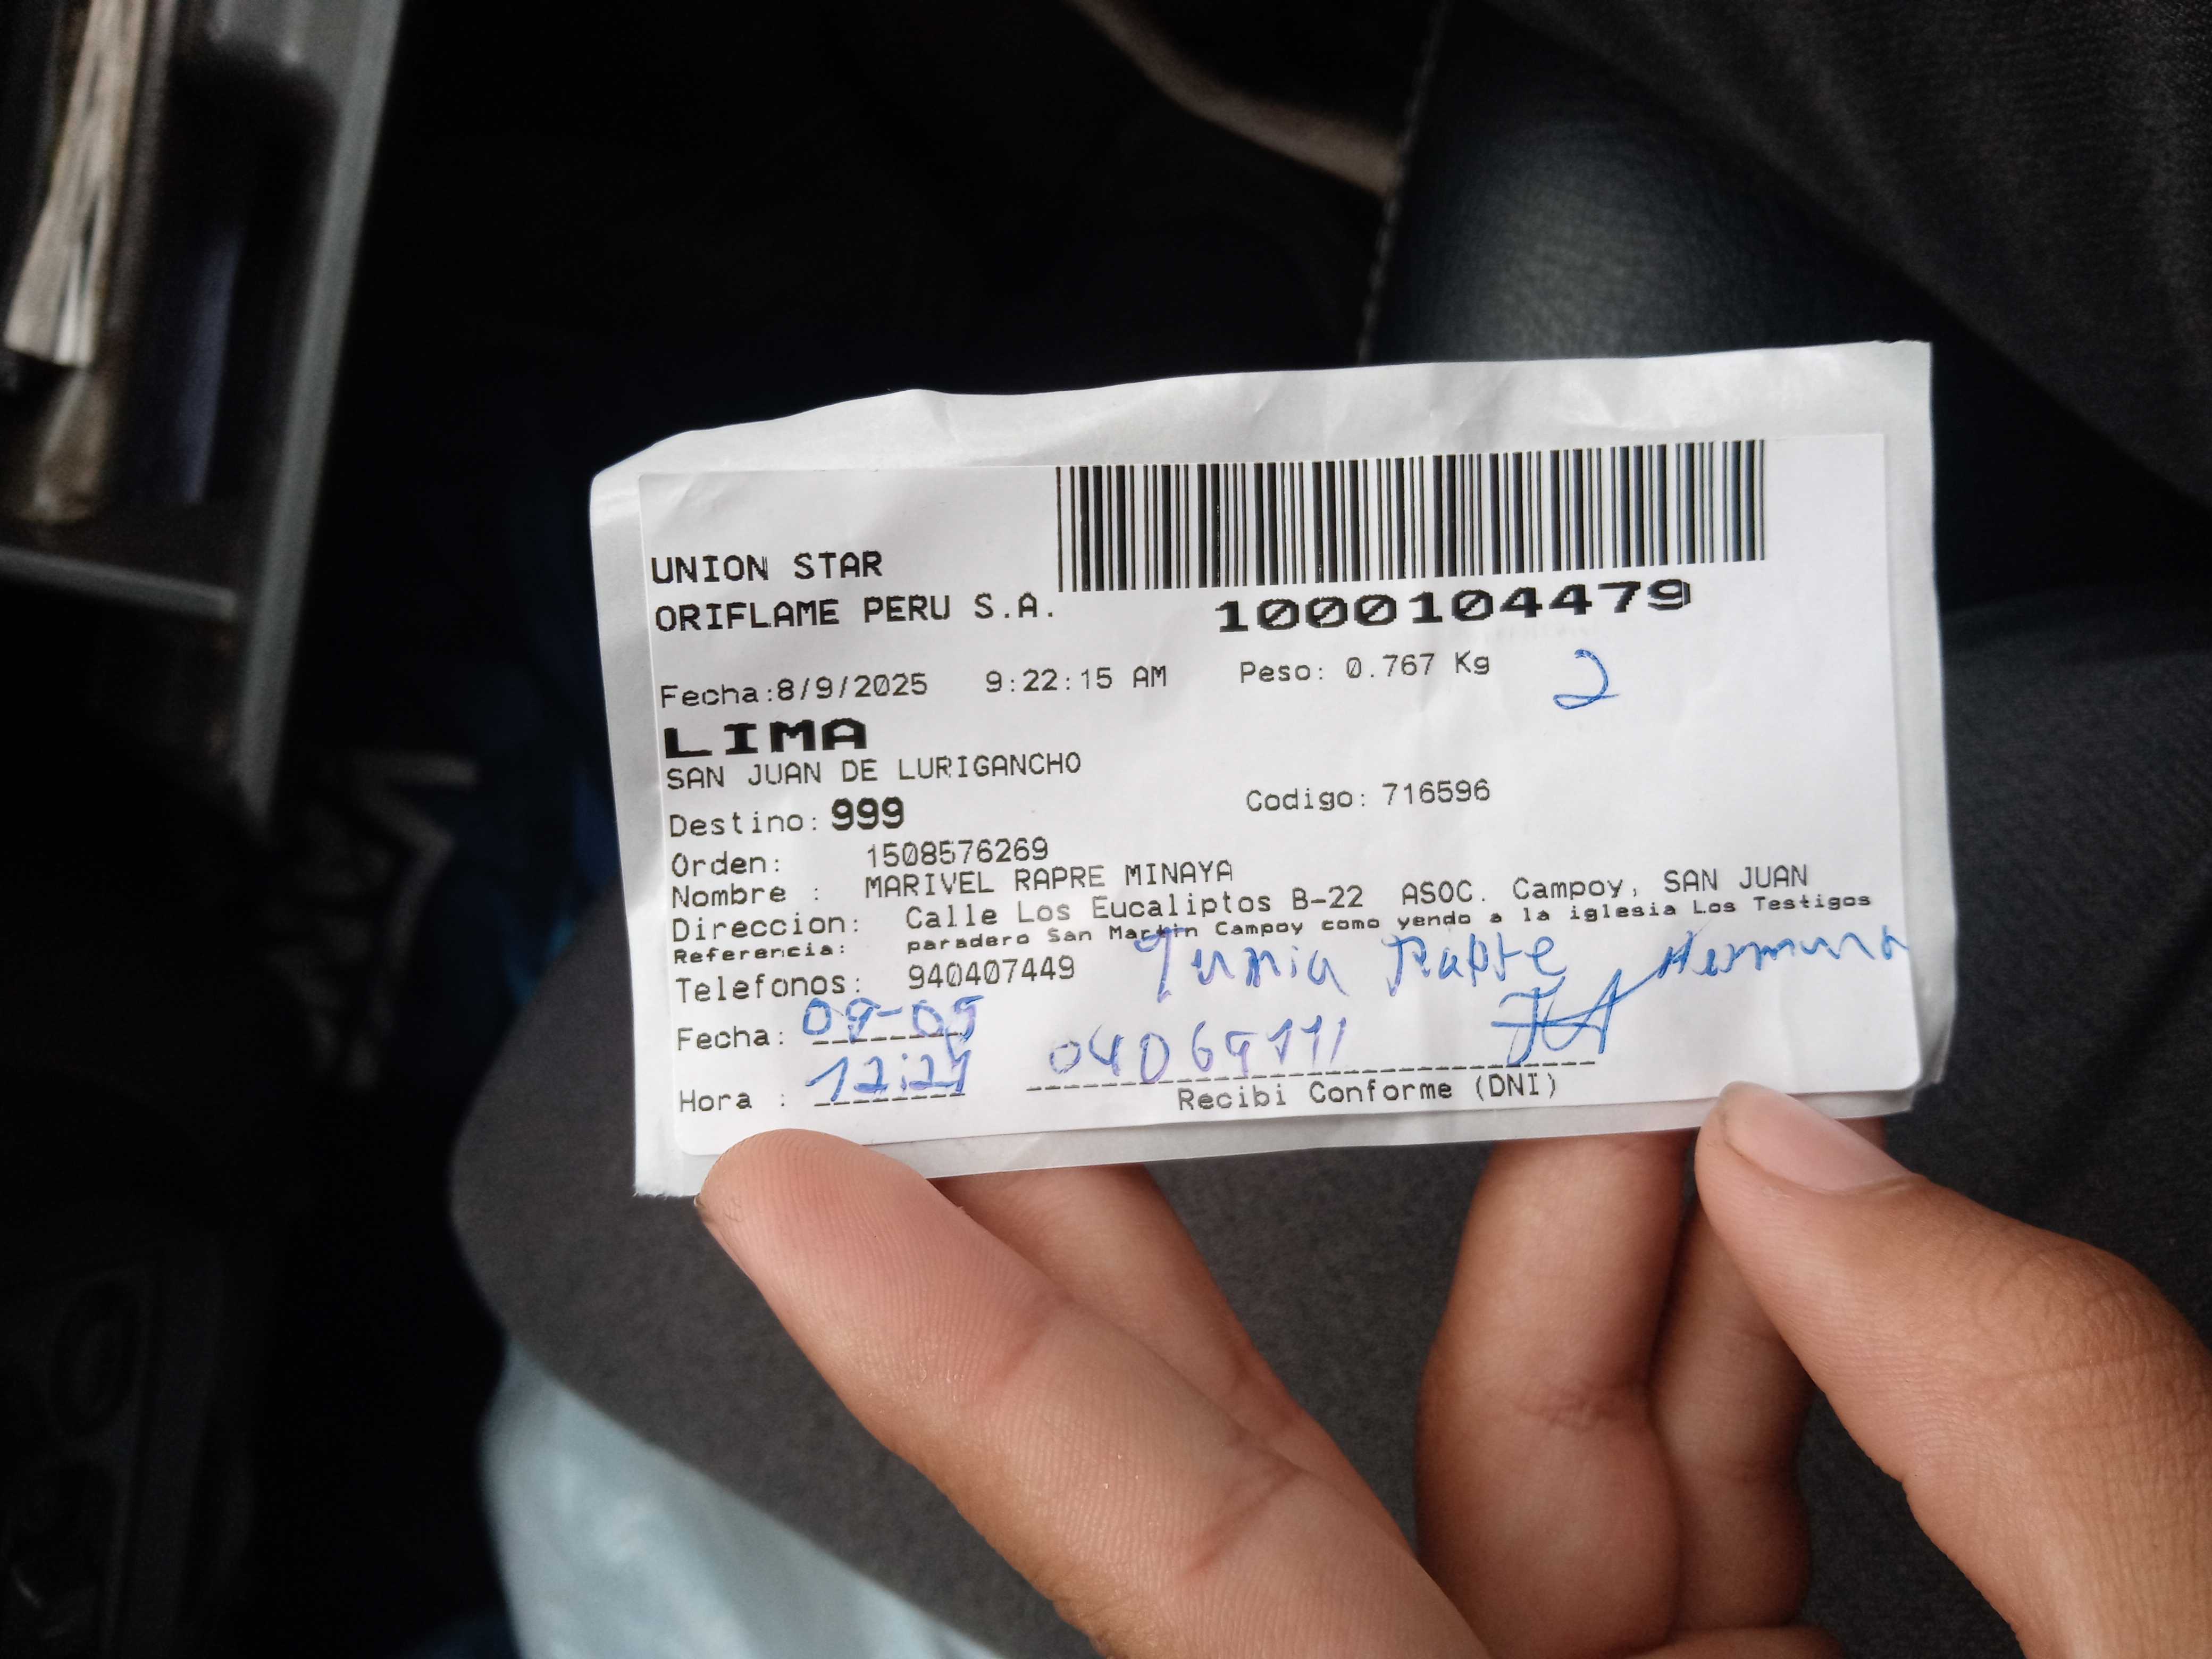 UNION STAR
ORIFLAME PERU S.A. 1000104479
Fecha:8/9/2025 9:22:15 AM Peso: 0.767 Kg 2
LIMA
SAN JUAN DE LURIGANCHO
Destino: 999 Codigo: 716596
Orden: 1508576269
Nombre : MARIVEL RAPRE MINAYA
Direccion: Calle Los Eucaliptos B-22 ASOC. Campoy, SAN JUAN
Referencia: paradero San Martin Campoy como yendo a la iglesia Los Testigos
Telefonos: 940407449 Rapre Hermana
Fecha: 09-09
Hora : 12:24
Recibi Conforme (DNI)